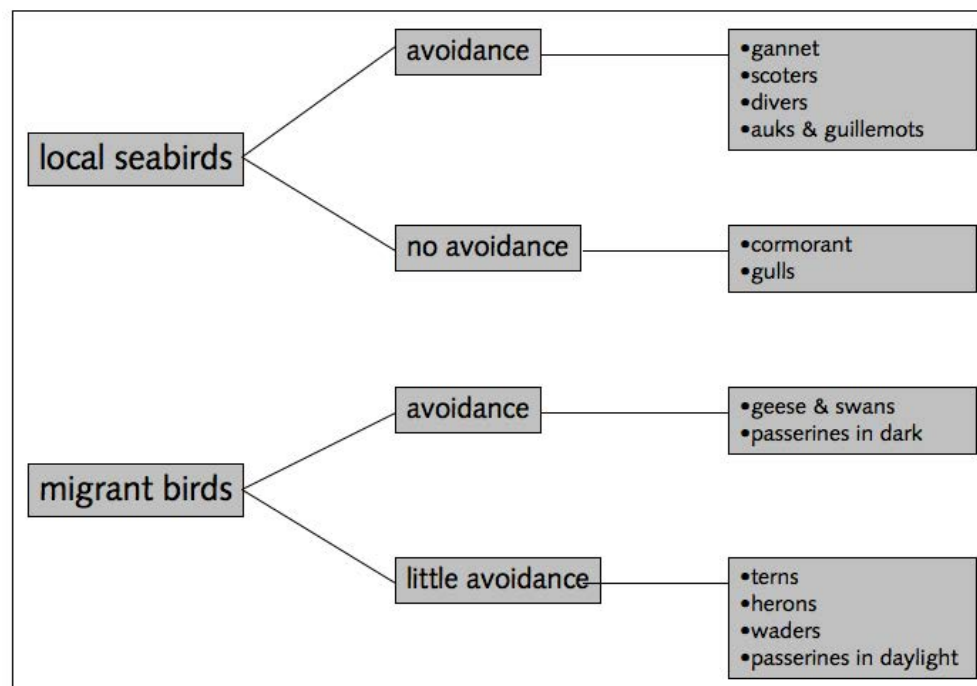 local seabirds
avoidance
•gannet
•scoters
•divers
•auks & guillemots
no avoidance
•cormorant
•gulls
migrant birds
avoidance
•geese & swans
•passerines in dark
little avoidance
•terns
•herons
•waders
•passerines in daylight